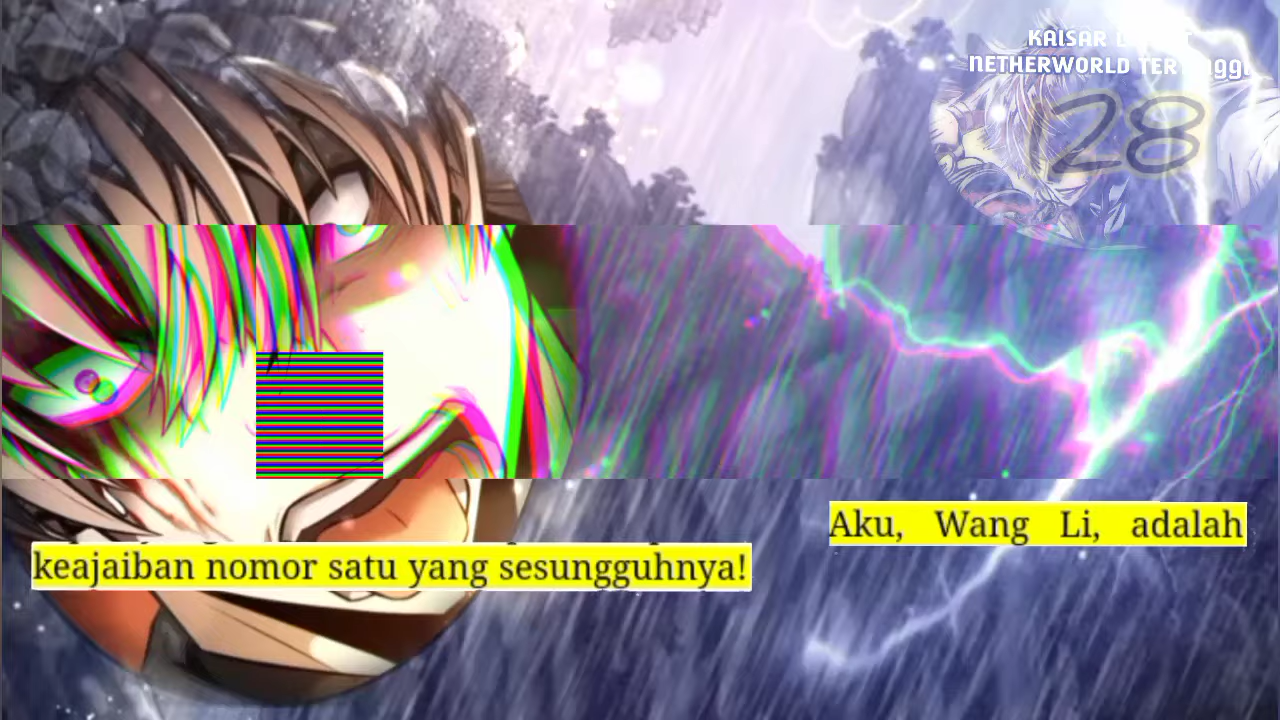 KAISAR
NETHERWORLD
128
Aku, Wang Li, adalah
keajaiban nomor satu yang sesungguhnya!